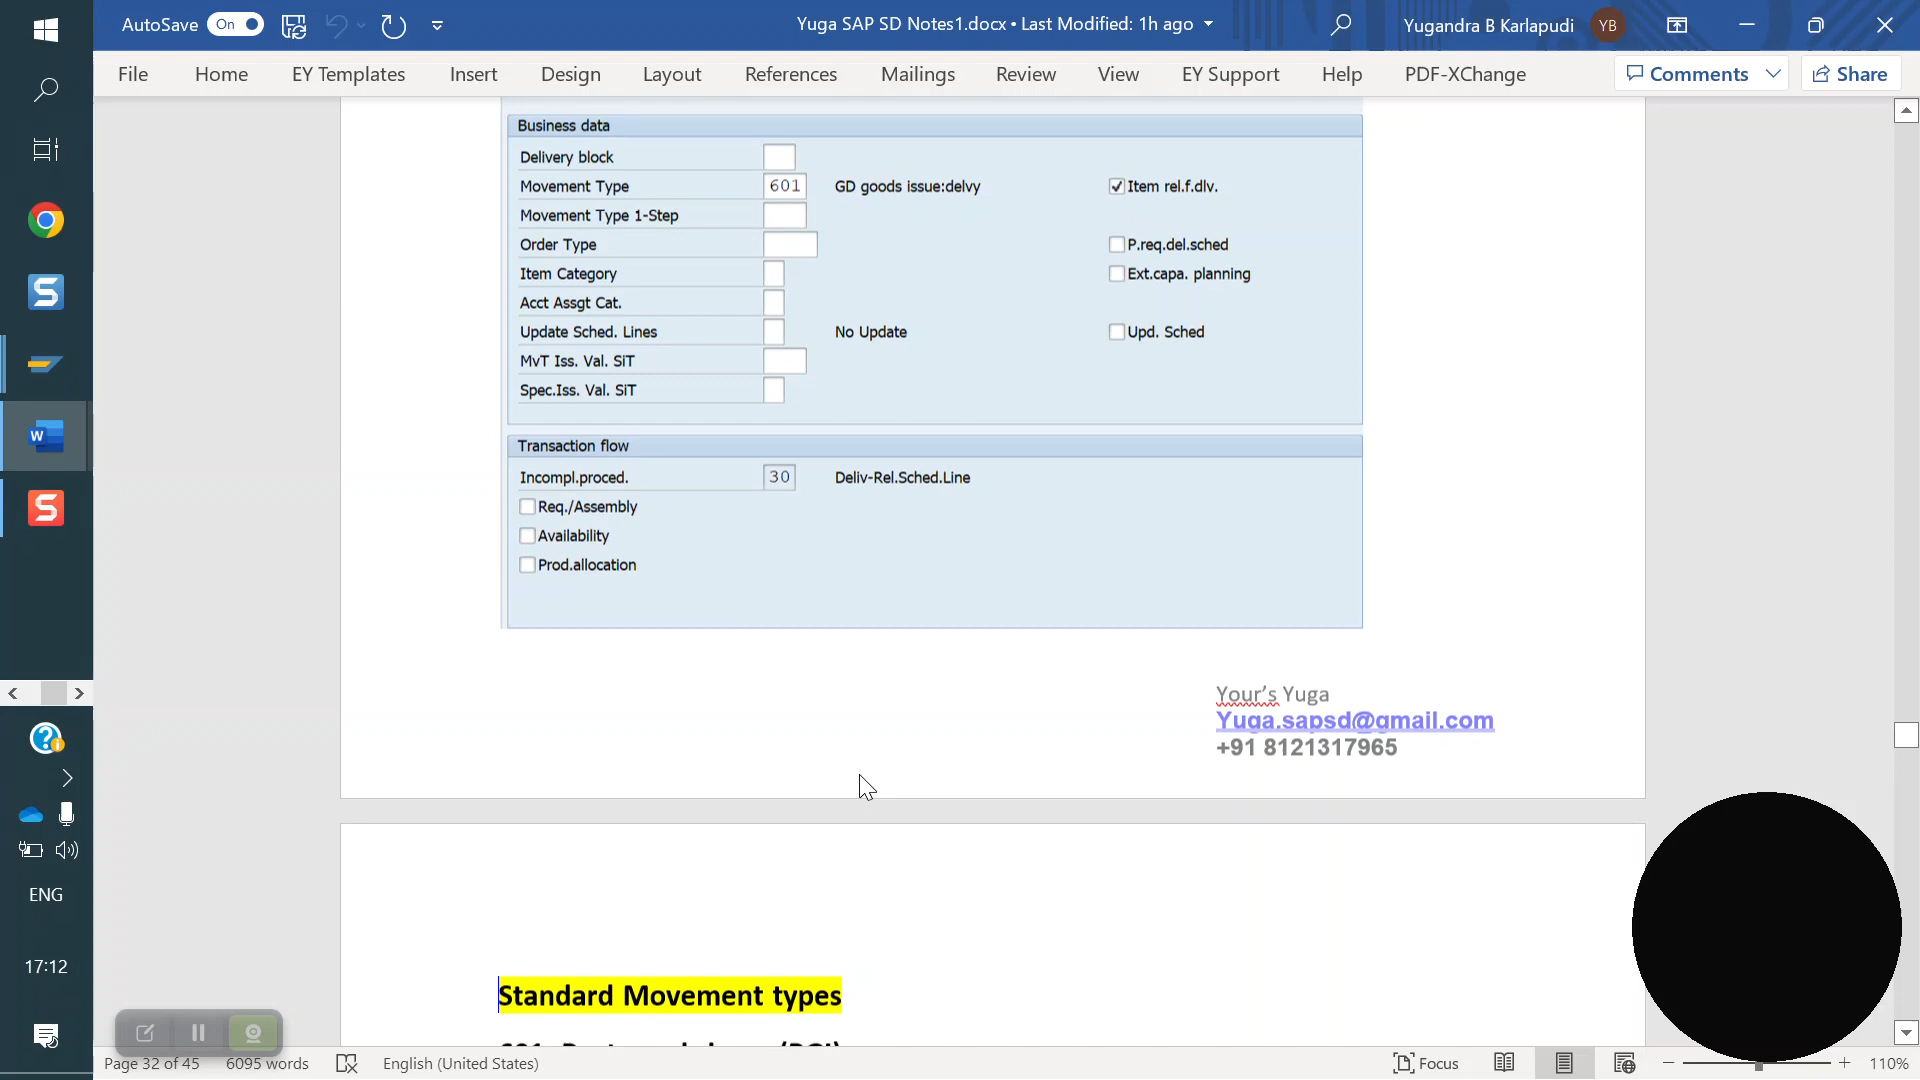 AutoSave On
Yuga SAP SD Notes1.docx • Last Modified: 1h ago
Yugandra B Karlapudi YB
File Home EY Templates Insert Design Layout References Mailings Review View EY Support Help PDF-XChange Comments Share
Business data
Delivery block
Movement Type 601 GD goods issue:delvy Item rel.f.dlv.
Movement Type 1-Step
Order Type P.req.del.sched
Item Category Ext.capa. planning
Acct Assgt Cat.
Update Sched. Lines No Update Upd. Sched
MvT Iss. Val. SiT
Spec.Iss. Val. SiT
Transaction flow
Incompl.proced. 30 Deliv-Rel.Sched.Line
Req./Assembly
Availability
Prod.allocation
Your's Yuga
Yuga.sapsd@gmail.com
+91 8121317965
Standard Movement types
ENG
17:12
Page 32 of 45 6095 words English (United States) Focus 110%